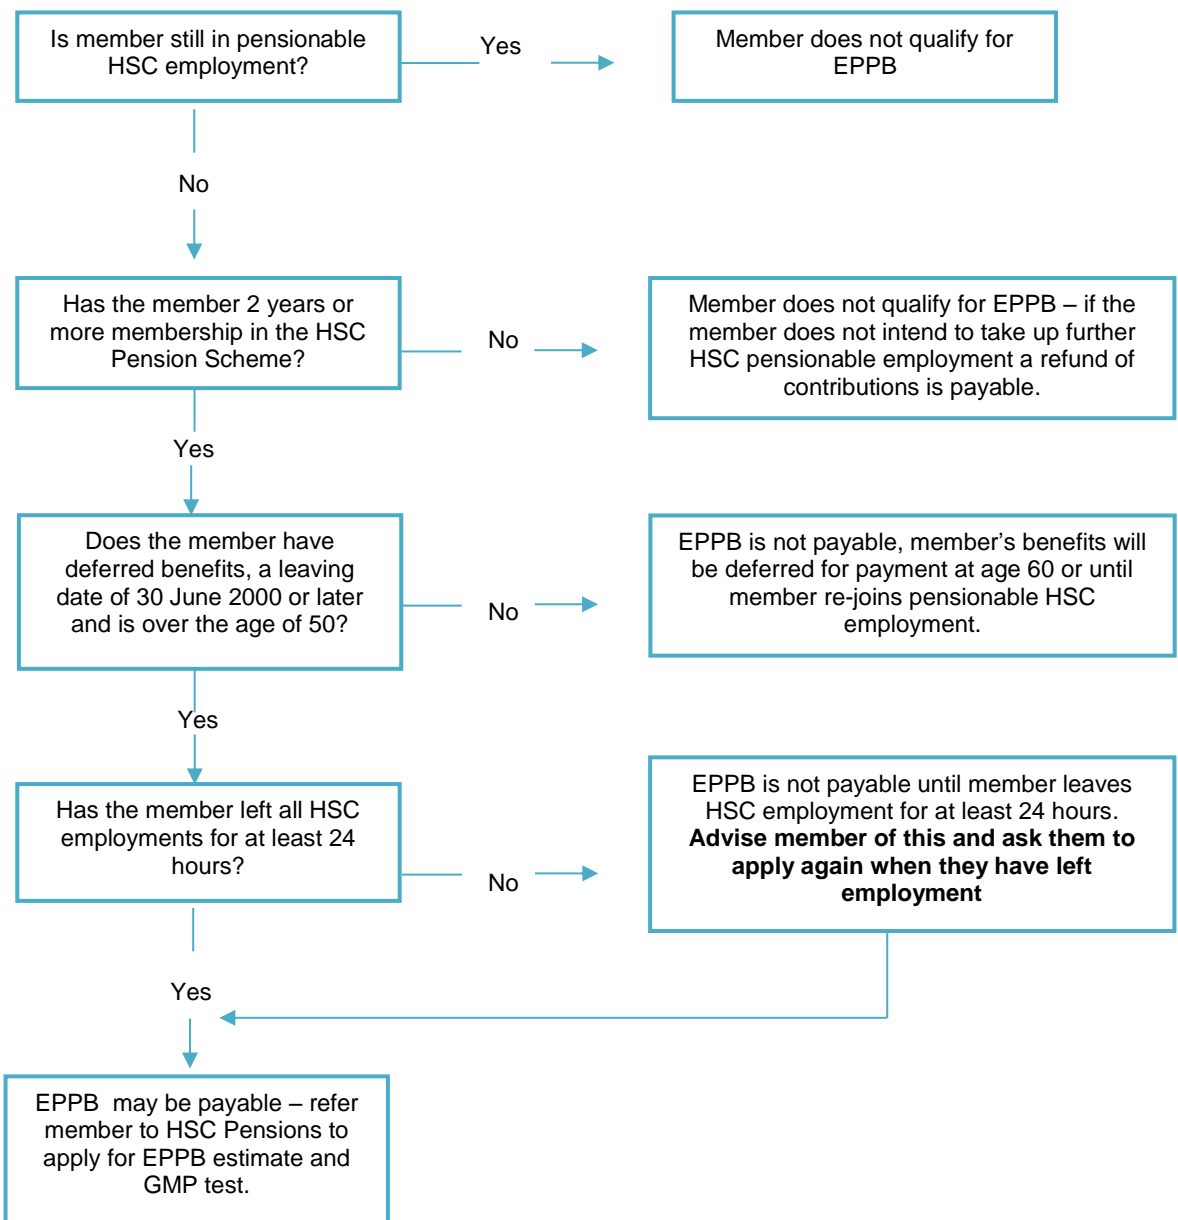 Is member still in pensionable
HSC employment?
Yes
Member does not qualify for
EPPB
No
Has the member 2 years or
more membership in the HSC
Pension Scheme?
No
Member does not qualify for EPPB – if the
member does not intend to take up further
HSC pensionable employment a refund of
contributions is payable.
Yes
Does the member have
deferred benefits, a leaving
date of 30 June 2000 or later
and is over the age of 50?
No
EPPB is not payable, member’s benefits will
be deferred for payment at age 60 or until
member re-joins pensionable HSC
employment.
Yes
Has the member left all HSC
employments for at least 24
hours?
No
EPPB is not payable until member leaves
HSC employment for at least 24 hours.
Advise member of this and ask them to
apply again when they have left
employment
Yes
EPPB may be payable – refer
member to HSC Pensions to
apply for EPPB estimate and
GMP test.